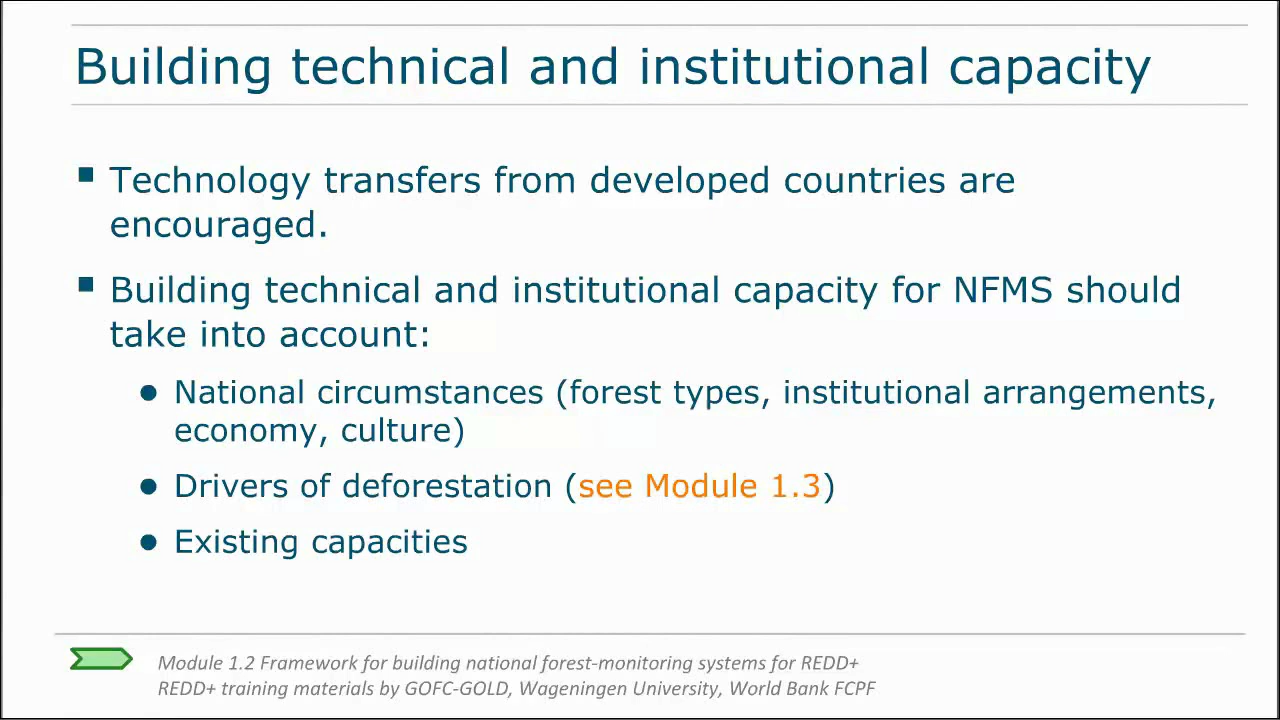 Building technical and institutional capacity
▪ Technology transfers from developed countries are
encouraged.
▪ Building technical and institutional capacity for NFMS should
take into account:
● National circumstances (forest types, institutional arrangements,
economy, culture)
● Drivers of deforestation (see Module 1.3)
● Existing capacities
Module 1.2 Framework for building national forest-monitoring systems for REDD+
REDD+ training materials by GOFC-GOLD, Wageningen University, World Bank FCPF